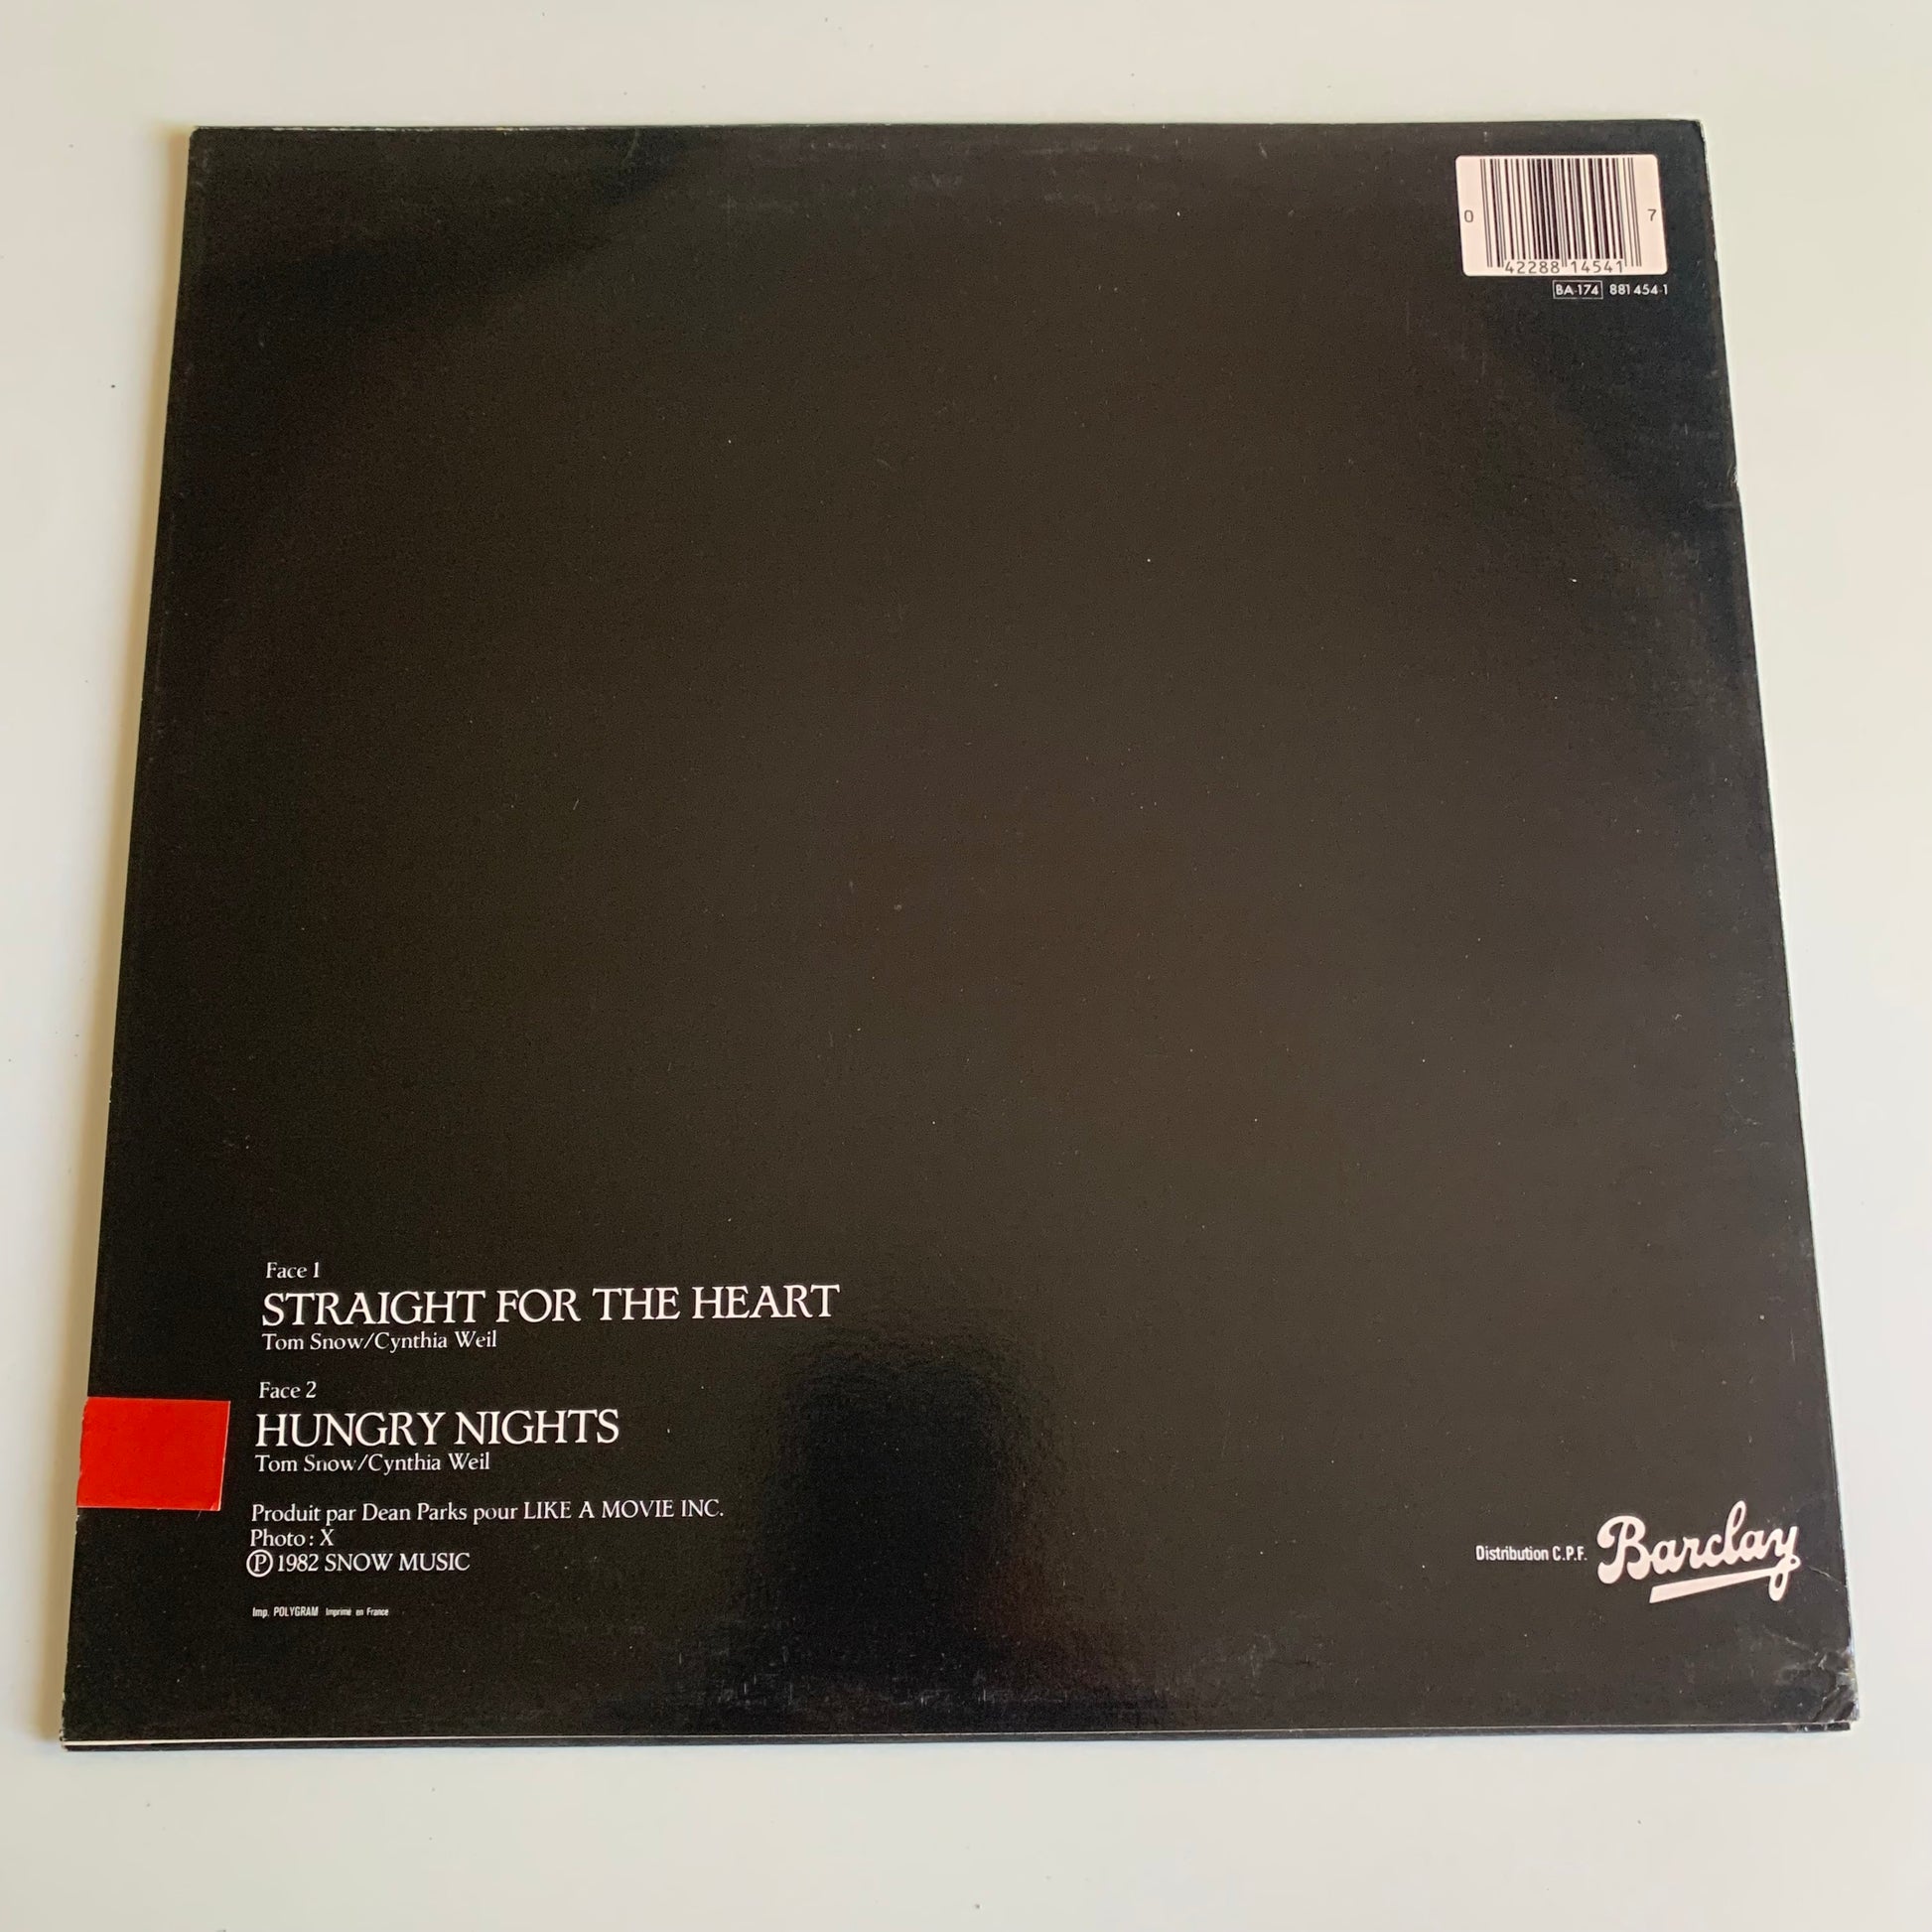 0 7
42288 14541
BA-174 881 454-1
Face 1
STRAIGHT FOR THE HEART
Tom Snow/Cynthia Weil
Face 2
HUNGRY NIGHTS
Tom Snow/Cynthia Weil
Produit par Dean Parks pour LIKE A MOVIE INC.
Photo : X
Ⓟ 1982 SNOW MUSIC
Imp. POLYGRAM Imprimé en France
Distribution C.P.F. Barclay